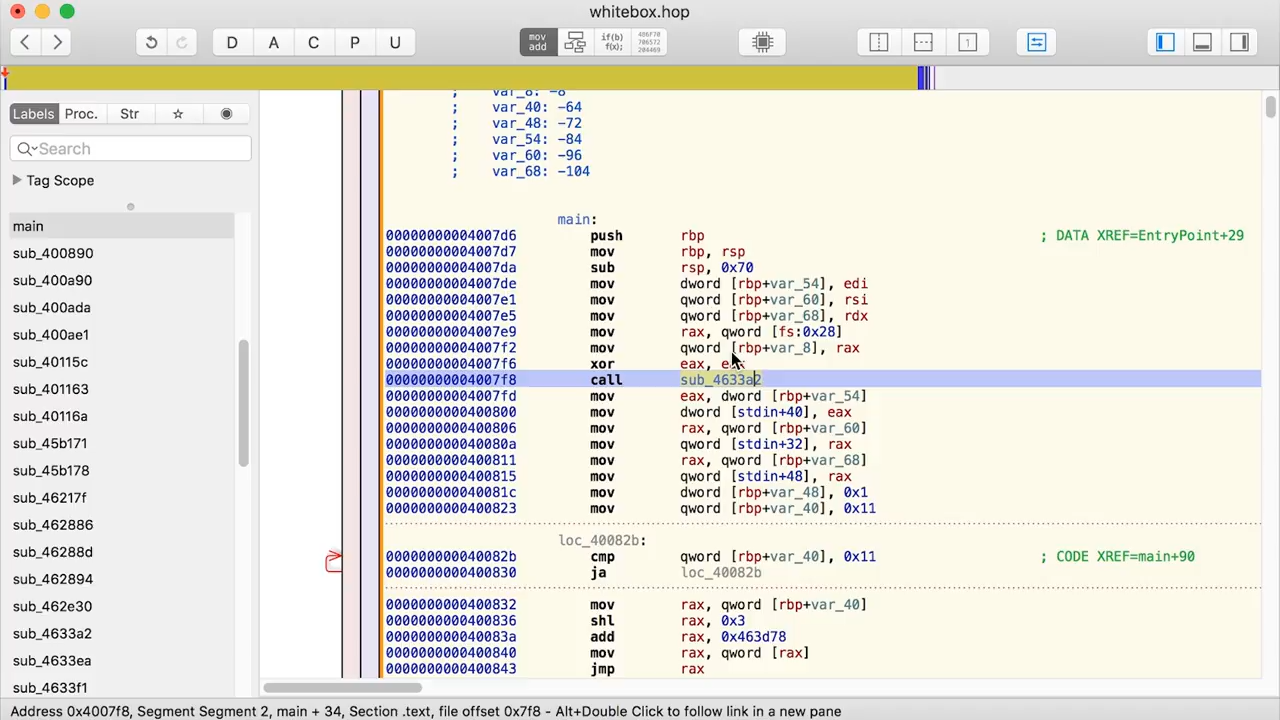 whitebox.hop
D A C P U mov add if(b) f(x); 1
Labels Proc. Str
Search
Tag Scope
main
sub_400890
sub_400a90
sub_400ada
sub_400ae1
sub_40115c
sub_401163
sub_40116a
sub_45b171
sub_45b178
sub_46217f
sub_462886
sub_46288d
sub_462894
sub_462e30
sub_4633a2
sub_4633ea
sub_4633f1
; var_8: -8
; var_40: -64
; var_48: -72
; var_54: -84
; var_60: -96
; var_68: -104
main:
00000000004007d6 push rbp ; DATA XREF=EntryPoint+29
00000000004007d7 mov rbp, rsp
00000000004007da sub rsp, 0x70
00000000004007de mov dword [rbp+var_54], edi
00000000004007e1 mov qword [rbp+var_60], rsi
00000000004007e5 mov qword [rbp+var_68], rdx
00000000004007e9 mov rax, qword [fs:0x28]
00000000004007f2 mov qword [rbp+var_8], rax
00000000004007f6 xor eax, eax
00000000004007f8 call sub_4633a2
00000000004007fd mov eax, dword [rbp+var_54]
0000000000400800 mov dword [stdin+40], eax
0000000000400806 mov rax, qword [rbp+var_60]
000000000040080a mov qword [stdin+32], rax
0000000000400811 mov rax, qword [rbp+var_68]
0000000000400815 mov qword [stdin+48], rax
000000000040081c mov dword [rbp+var_48], 0x1
0000000000400823 mov qword [rbp+var_40], 0x11
loc_40082b:
000000000040082b cmp qword [rbp+var_40], 0x11 ; CODE XREF=main+90
0000000000400830 ja loc_40082b
0000000000400832 mov rax, qword [rbp+var_40]
0000000000400836 shl rax, 0x3
000000000040083a add rax, 0x463d78
0000000000400840 mov rax, qword [rax]
0000000000400843 jmp rax
Address 0x4007f8, Segment Segment 2, main + 34, Section .text, file offset 0x7f8 - Alt+Double Click to follow link in a new pane